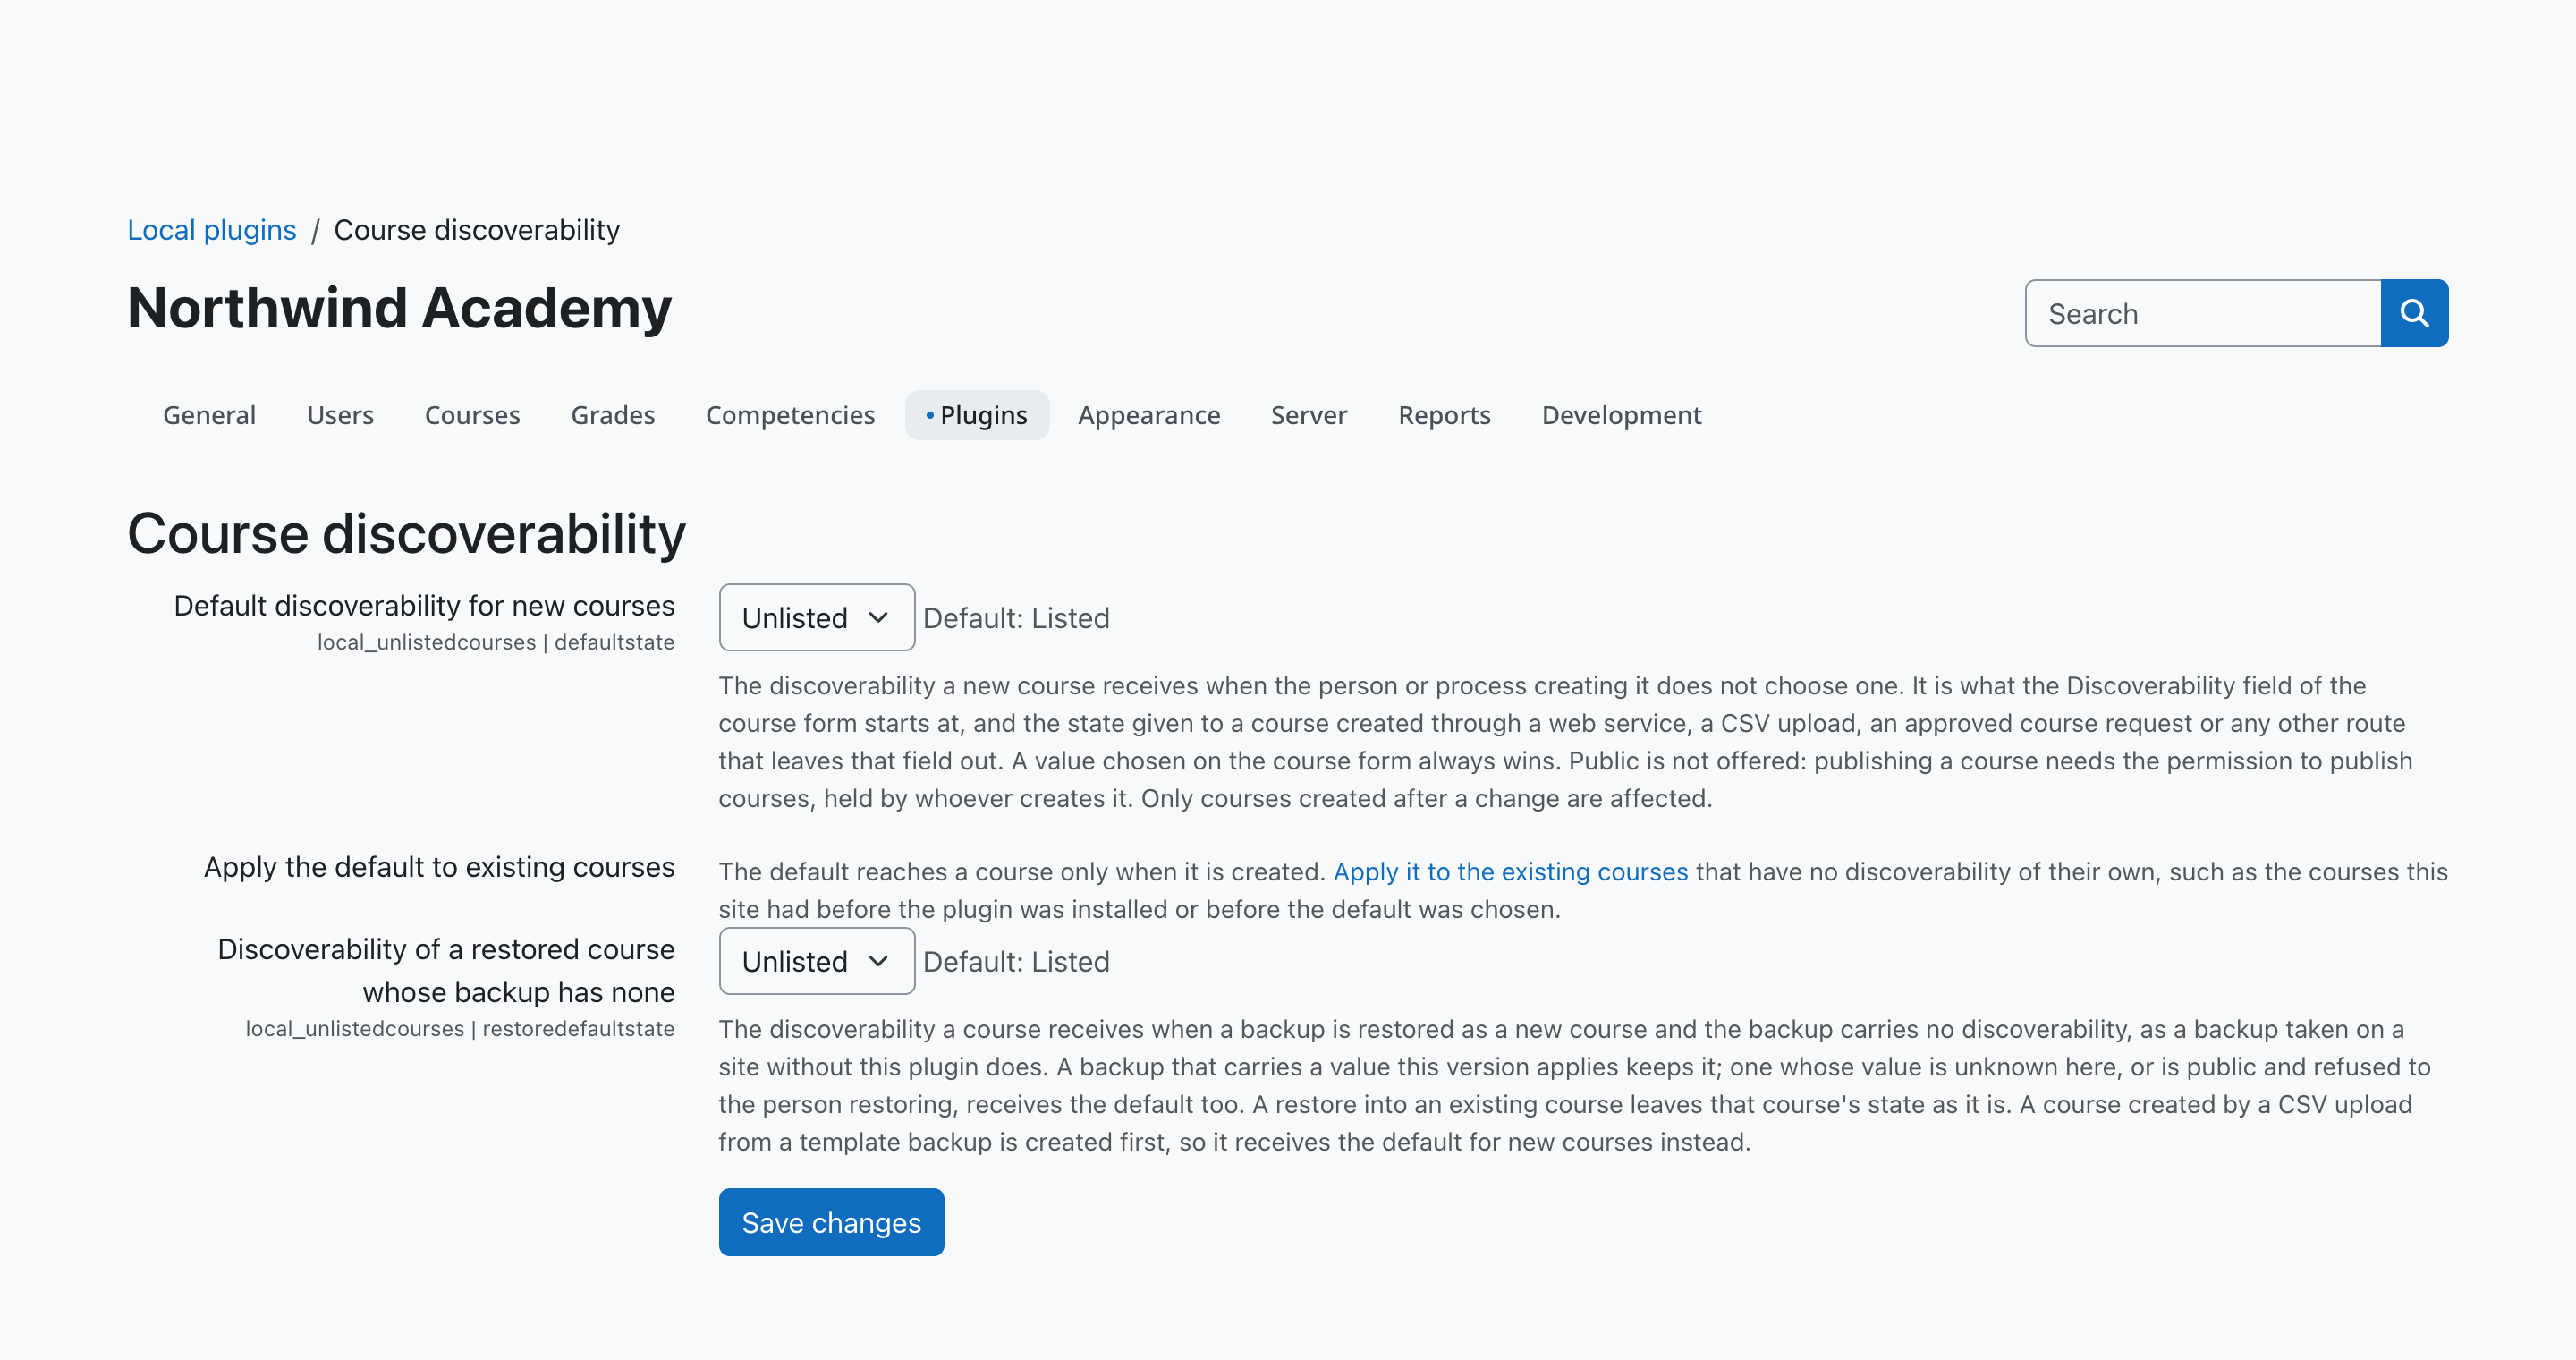 Local plugins / Course discoverability
Northwind Academy
Search
General Users Courses Grades Competencies Plugins Appearance Server Reports Development
Course discoverability
Default discoverability for new courses
local_unlistedcourses | defaultstate
Unlisted Default: Listed
The discoverability a new course receives when the person or process creating it does not choose one. It is what the Discoverability field of the
course form starts at, and the state given to a course created through a web service, a CSV upload, an approved course request or any other route
that leaves that field out. A value chosen on the course form always wins. Public is not offered: publishing a course needs the permission to publish
courses, held by whoever creates it. Only courses created after a change are affected.
Apply the default to existing courses
The default reaches a course only when it is created. Apply it to the existing courses that have no discoverability of their own, such as the courses this
site had before the plugin was installed or before the default was chosen.
Discoverability of a restored course
whose backup has none
local_unlistedcourses | restoredefaultstate
Unlisted Default: Listed
The discoverability a course receives when a backup is restored as a new course and the backup carries no discoverability, as a backup taken on a
site without this plugin does. A backup that carries a value this version applies keeps it; one whose value is unknown here, or is public and refused to
the person restoring, receives the default too. A restore into an existing course leaves that course's state as it is. A course created by a CSV upload
from a template backup is created first, so it receives the default for new courses instead.
Save changes